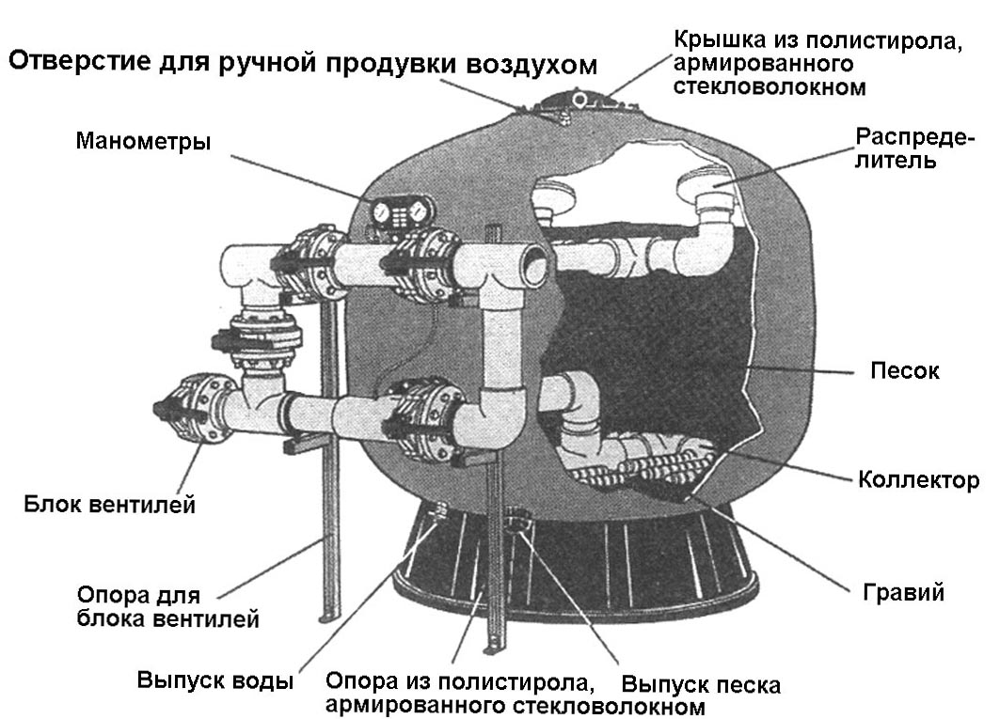 Крышка из полистирола,
армированного
стекловолокном
Отверстие для ручной продувки воздухом
Манометры
Распреде-
литель
Песок
Коллектор
Блок вентилей
Гравий
Опора для
блока вентилей
Выпуск воды
Опора из полистирола,
армированного стекловолокном
Выпуск песка